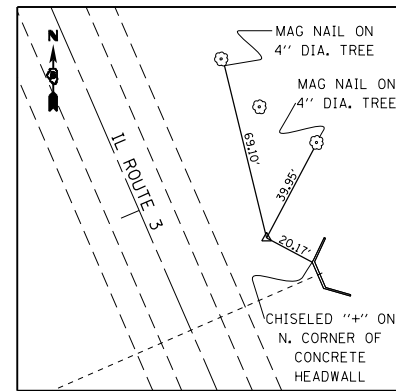 MAG NAIL ON
4'' DIA. TREE
N
MAG NAIL ON
4'' DIA. TREE
IL ROUTE 3
69.10'
39.95'
20.17'
CHISELED "+" ON
N. CORNER OF
CONCRETE
HEADWALL